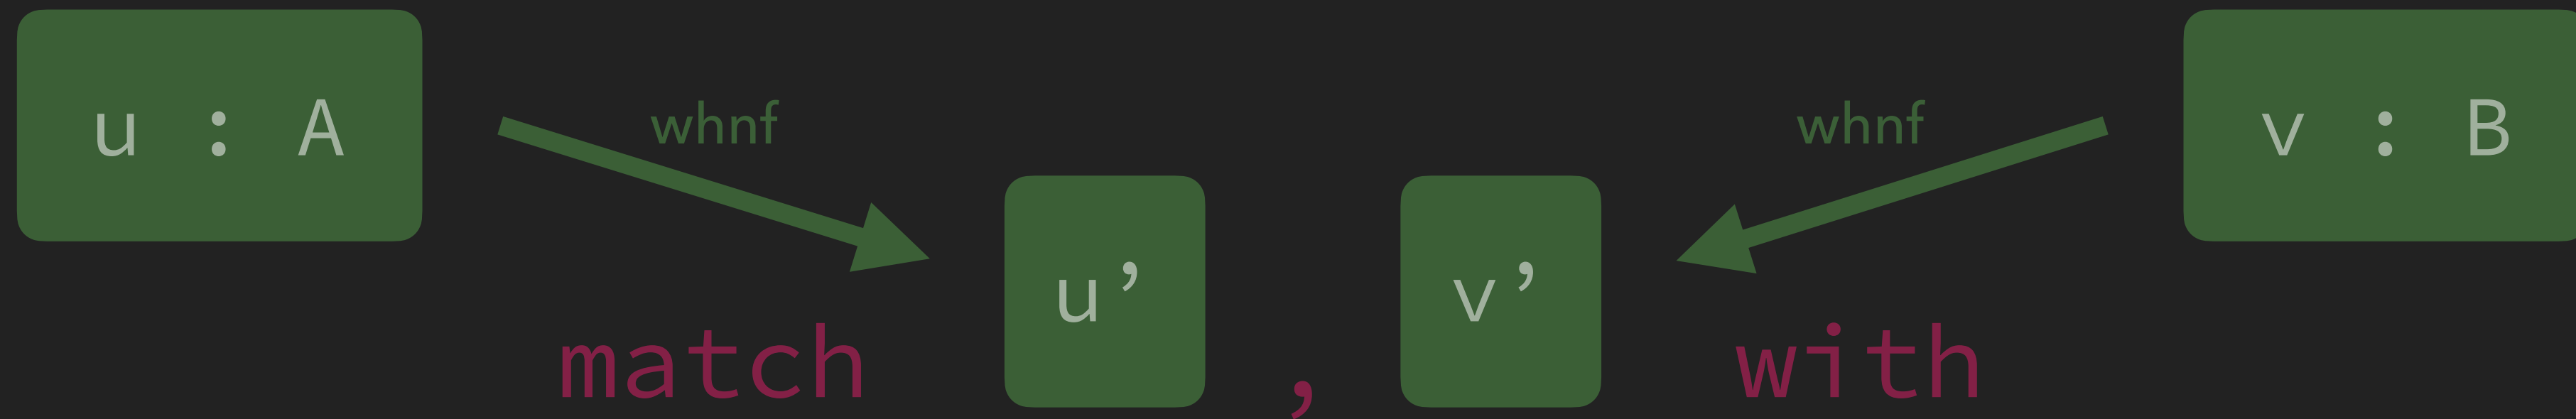 u : A
whnf
whnf
v : B
match u’ , v’ with